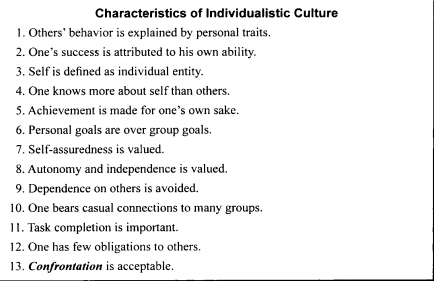 Characteristics of Individualistic Culture
1. Others' behavior is explained by personal traits.
2. One's success is attributed to his own ability.
3. Self is defined as individual entity.
4. One knows more about self than others.
5. Achievement is made for one's own sake.
6. Personal goals are over group goals.
7. Self-assuredness is valued.
8. Autonomy and independence is valued.
9. Dependence on others is avoided.
10. One bears casual connections to many groups.
11. Task completion is important.
12. One has few obligations to others.
13. Confrontation is acceptable.